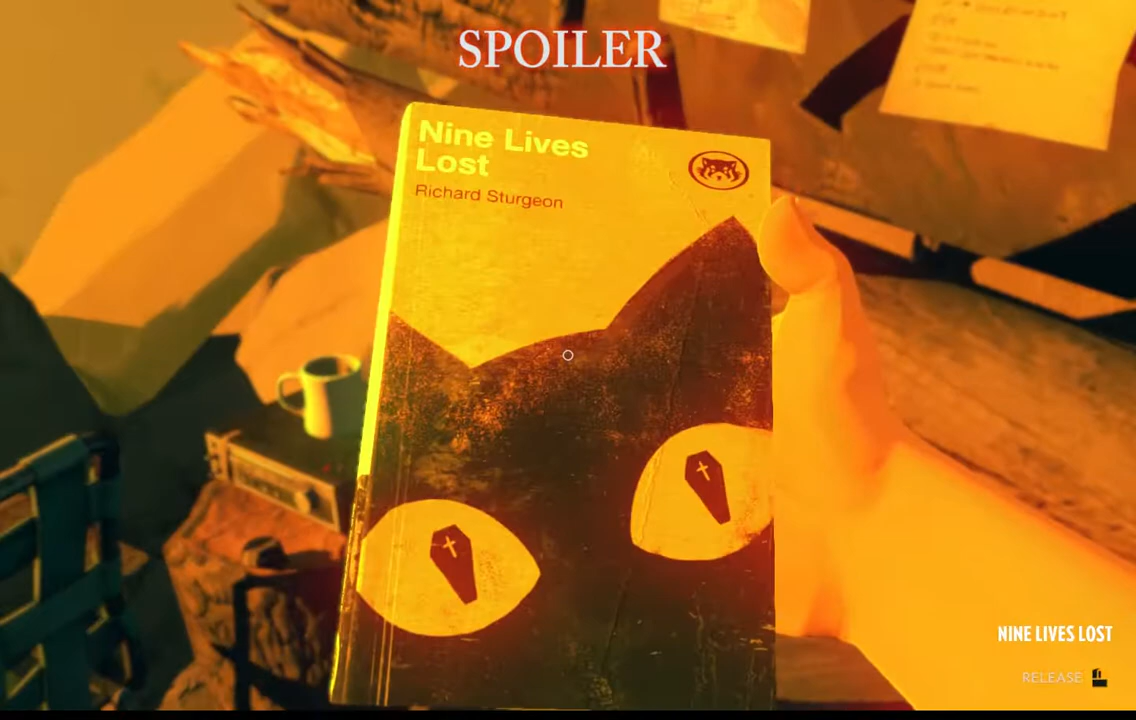 SPOILER
Nine Lives
Lost
Richard Sturgeon
NINE LIVES LOST
RELEASE